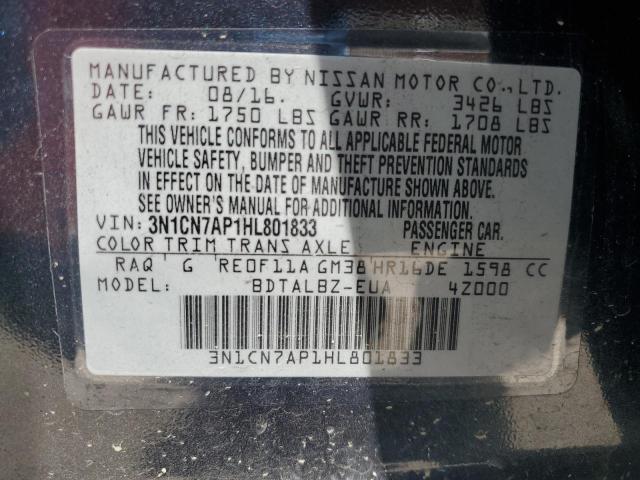 MANUFACTURED BY NISSAN MOTOR CO., LTD.
DATE: 08/16. GVWR: 3426 LBS
GAWR FR: 1750 LBS GAWR RR: 1708 LBS
THIS VEHICLE CONFORMS TO ALL APPLICABLE FEDERAL MOTOR
VEHICLE SAFETY, BUMPER AND THEFT PREVENTION STANDARDS
IN EFFECT ON THE DATE OF MANUFACTURE SHOWN ABOVE.
SEE OWNER'S MANUAL FOR ADDITIONAL INFORMATION.
VIN: 3N1CN7AP1HL801833 PASSENGER CAR.
COLOR TRIM TRANS AXLE ENGINE
RAQ G RE0F11A GM38 HR16DE 1598 CC
MODEL: BDTALBZ-EUA 4Z000
3N1CN7AP1HL801833